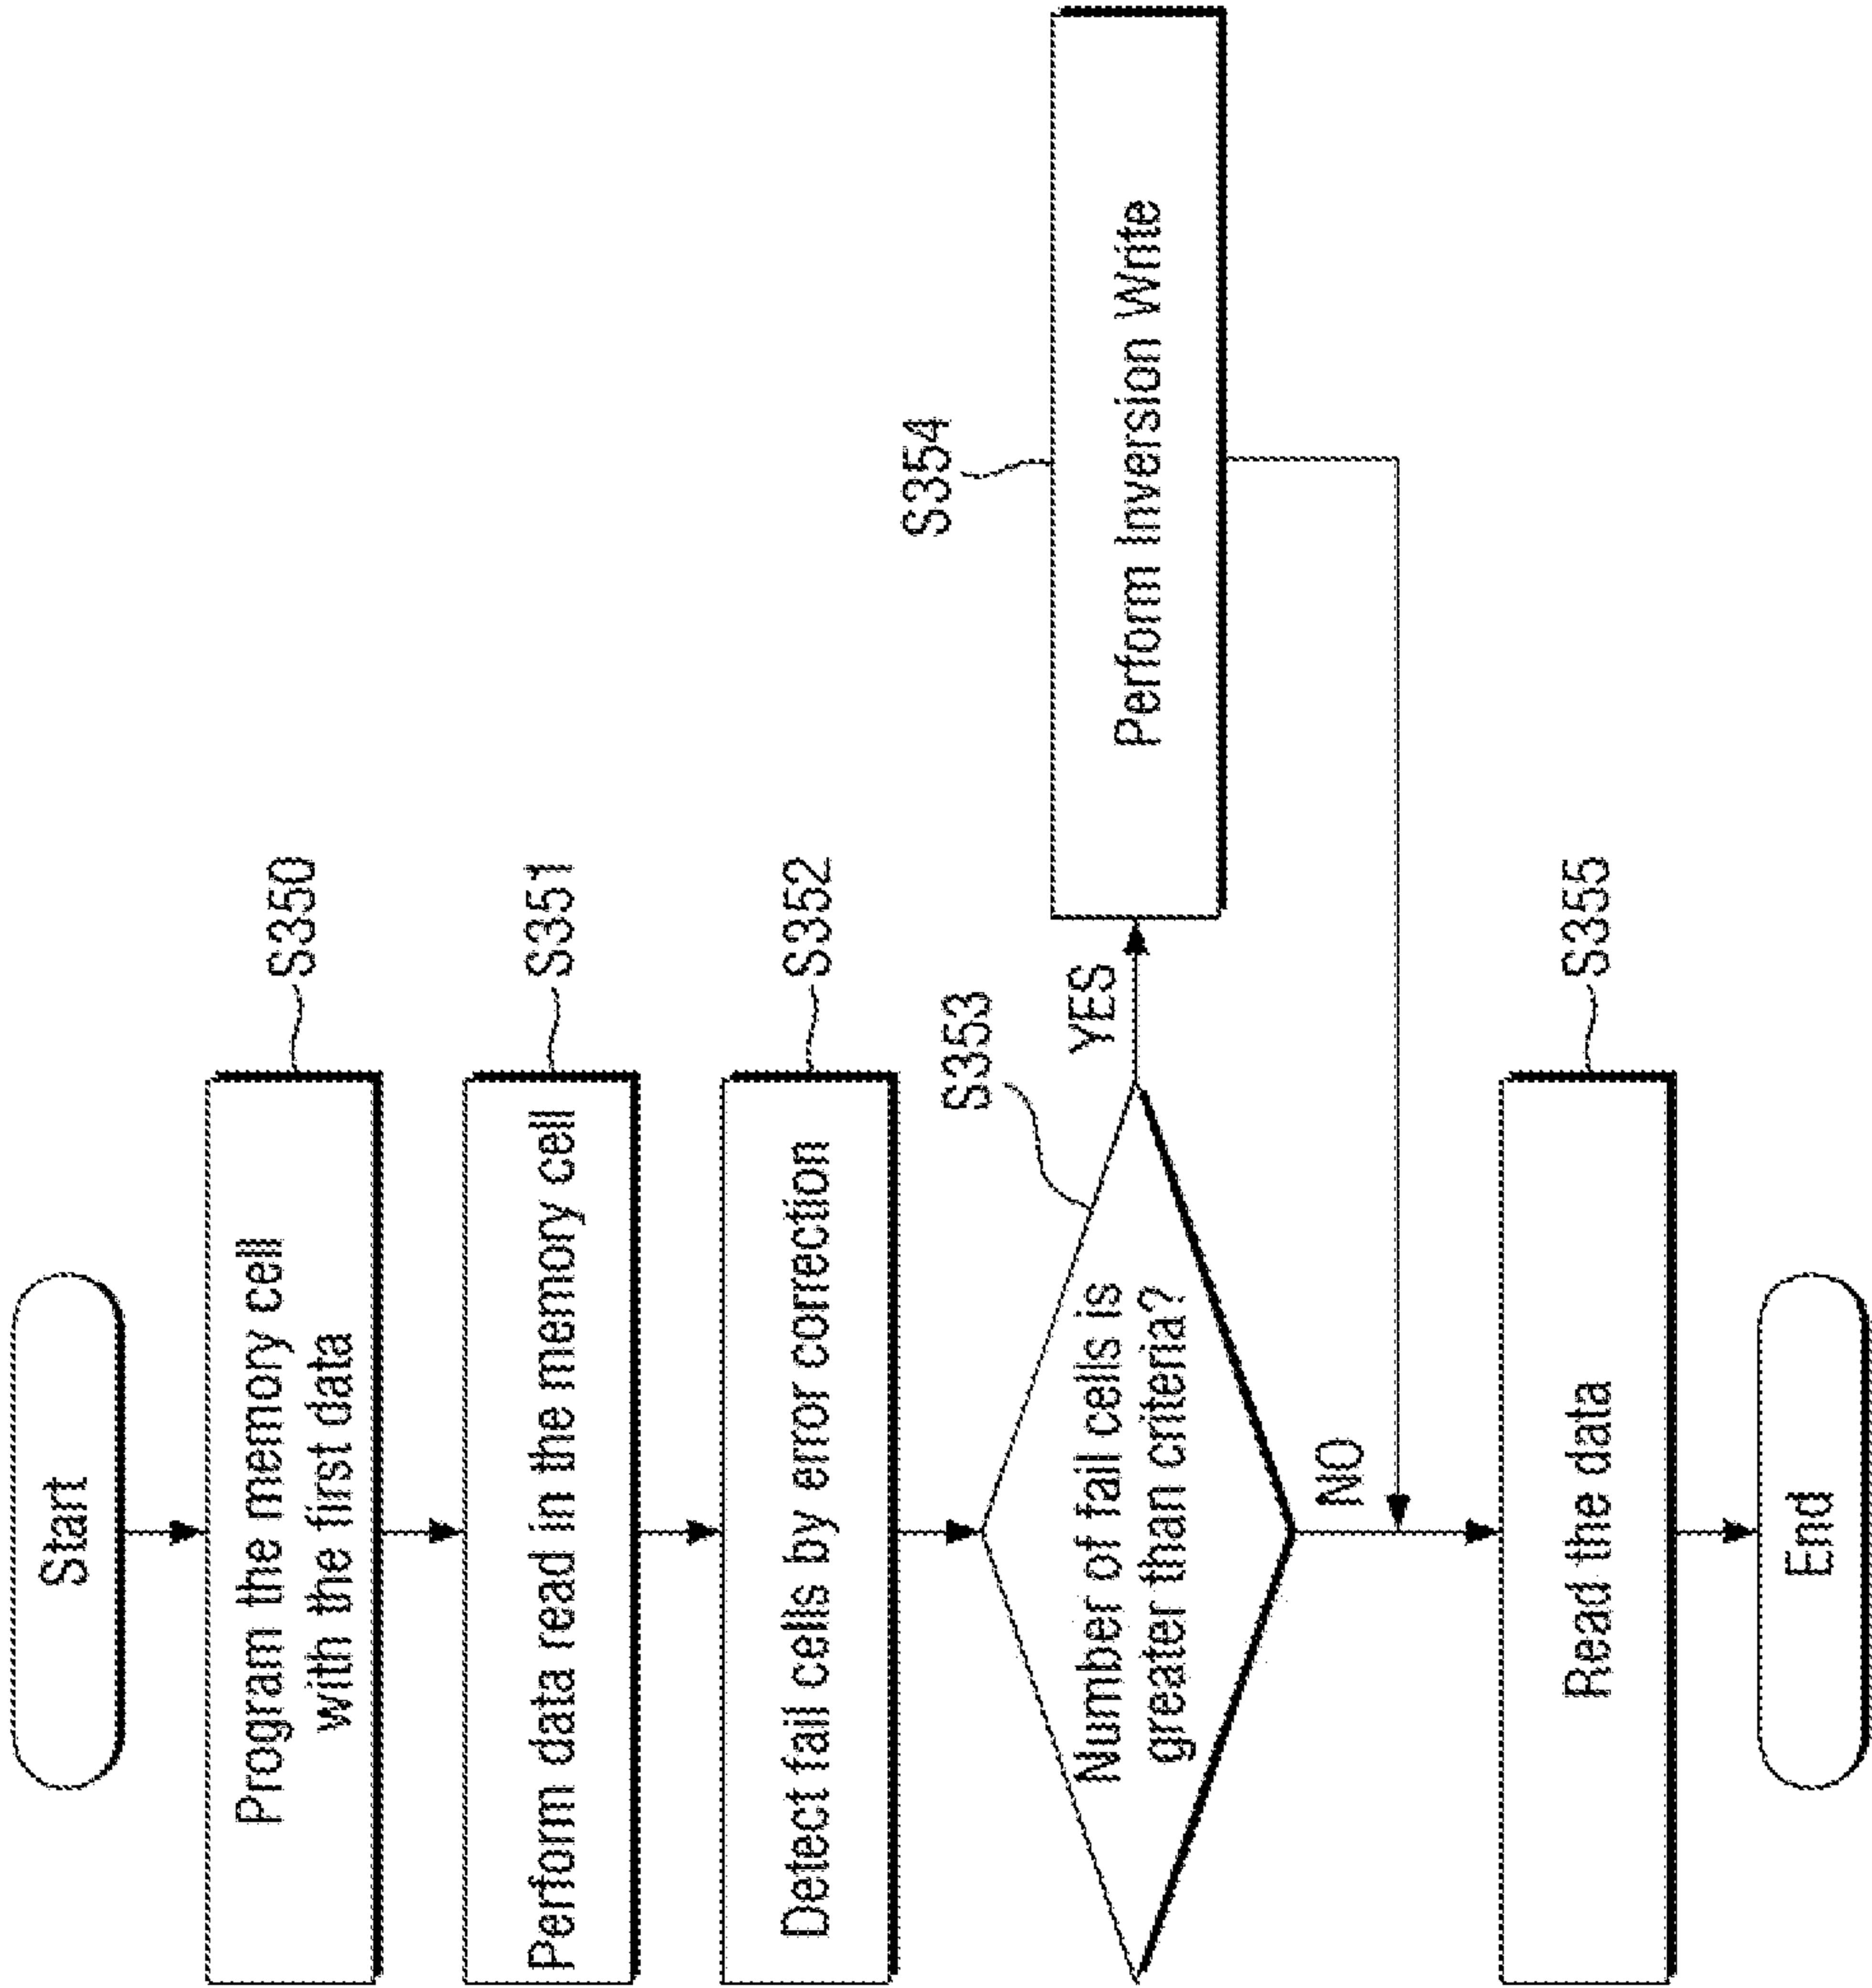 Start
Program the memory cell
with the first data
S350
Perform data read in the memory cell
S351
Detect fail cells by error correction
S352
Number of fail cells is
greater than criteria?
S353
YES
Perform Inversion Write
S354
NO
Read the data
S355
End